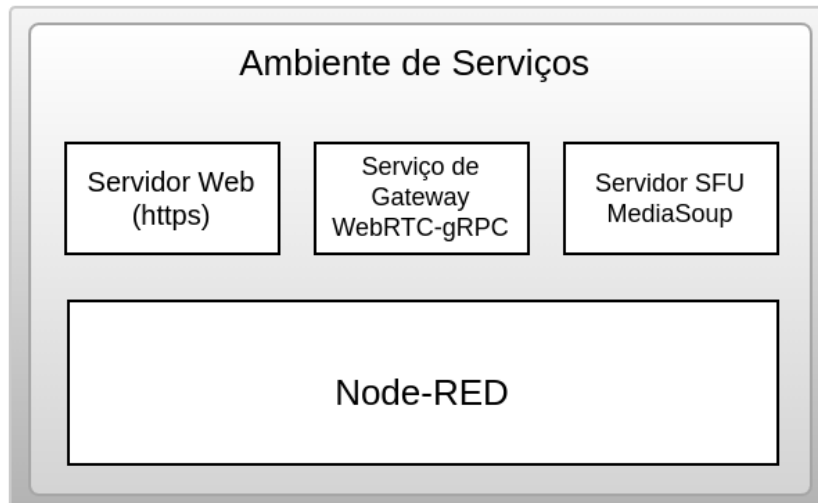 Ambiente de Serviços
Servidor Web
(https)
Serviço de
Gateway
WebRTC-gRPC
Servidor SFU
MediaSoup
Node-RED